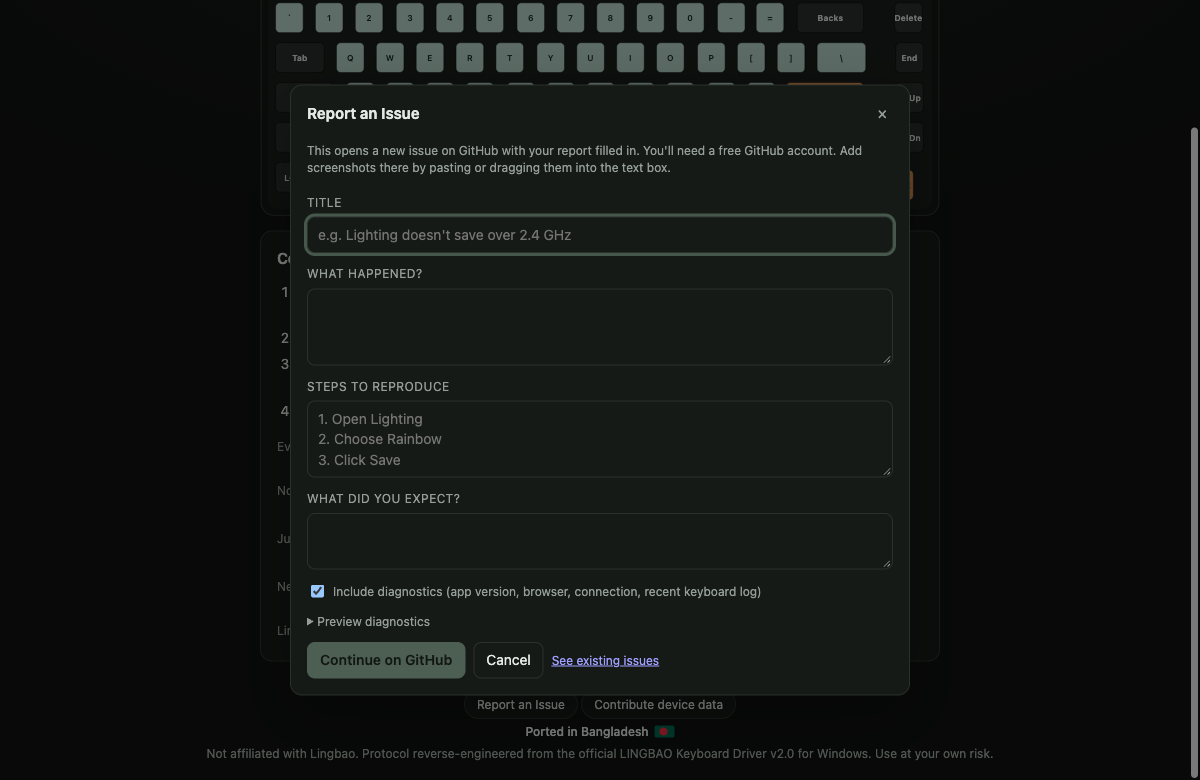 ` 1 2 3 4 5 6 7 8 9 0 - = Backs Delete
Tab Q W E R T Y U I O P [ ] \ End
Up
Dn
Report an Issue ×
This opens a new issue on GitHub with your report filled in. You'll need a free GitHub account. Add
screenshots there by pasting or dragging them into the text box.
TITLE
e.g. Lighting doesn't save over 2.4 GHz
WHAT HAPPENED?
STEPS TO REPRODUCE
1. Open Lighting
2. Choose Rainbow
3. Click Save
WHAT DID YOU EXPECT?
Include diagnostics (app version, browser, connection, recent keyboard log)
Preview diagnostics
Continue on GitHub Cancel See existing issues
1
2
3
4
Report an Issue Contribute device data
Ported in Bangladesh 🇧🇩
Not affiliated with Lingbao. Protocol reverse-engineered from the official LINGBAO Keyboard Driver v2.0 for Windows. Use at your own risk.